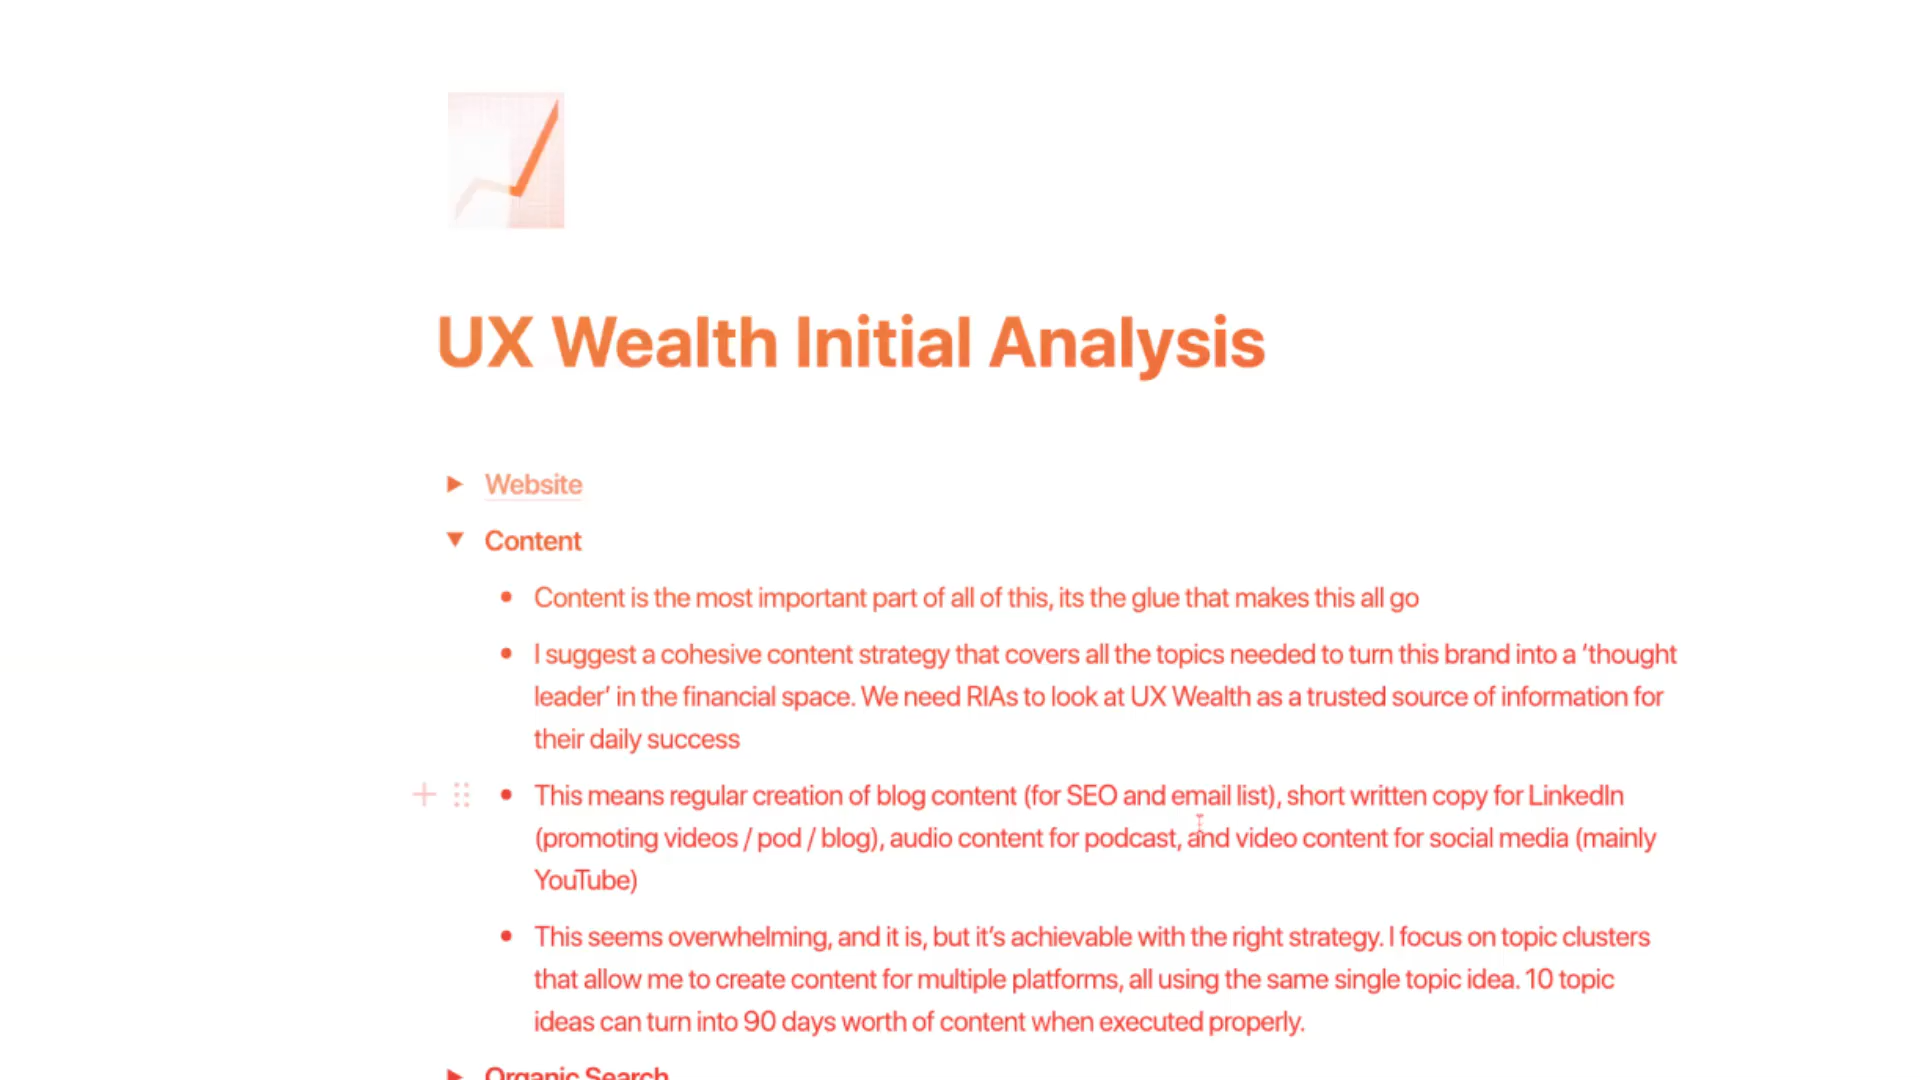 UX Wealth Initial Analysis
Website
Content
Content is the most important part of all of this, its the glue that makes this all go
I suggest a cohesive content strategy that covers all the topics needed to turn this brand into a ‘thought
leader’ in the financial space. We need RIAs to look at UX Wealth as a trusted source of information for
their daily success
This means regular creation of blog content (for SEO and email list), short written copy for LinkedIn
(promoting videos / pod / blog), audio content for podcast, and video content for social media (mainly
YouTube)
This seems overwhelming, and it is, but it’s achievable with the right strategy. I focus on topic clusters
that allow me to create content for multiple platforms, all using the same single topic idea. 10 topic
ideas can turn into 90 days worth of content when executed properly.
Organic Search